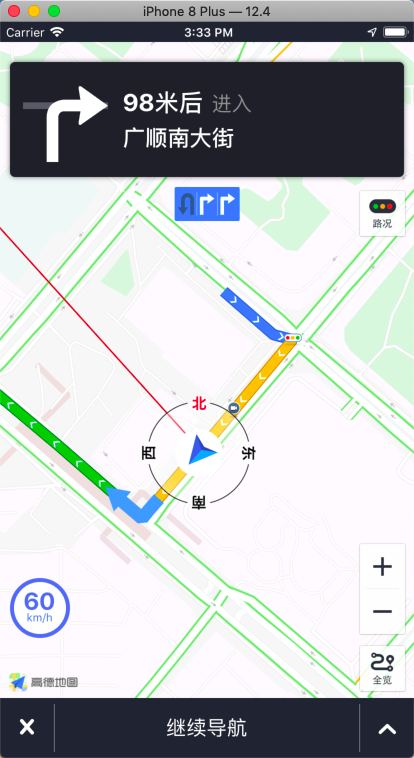 iPhone 8 Plus — 12.4
Carrier
3:33 PM
98米后 进入
广顺南大街
路况
北
西
东
南
60
km/h
高德地图
全览
继续导航